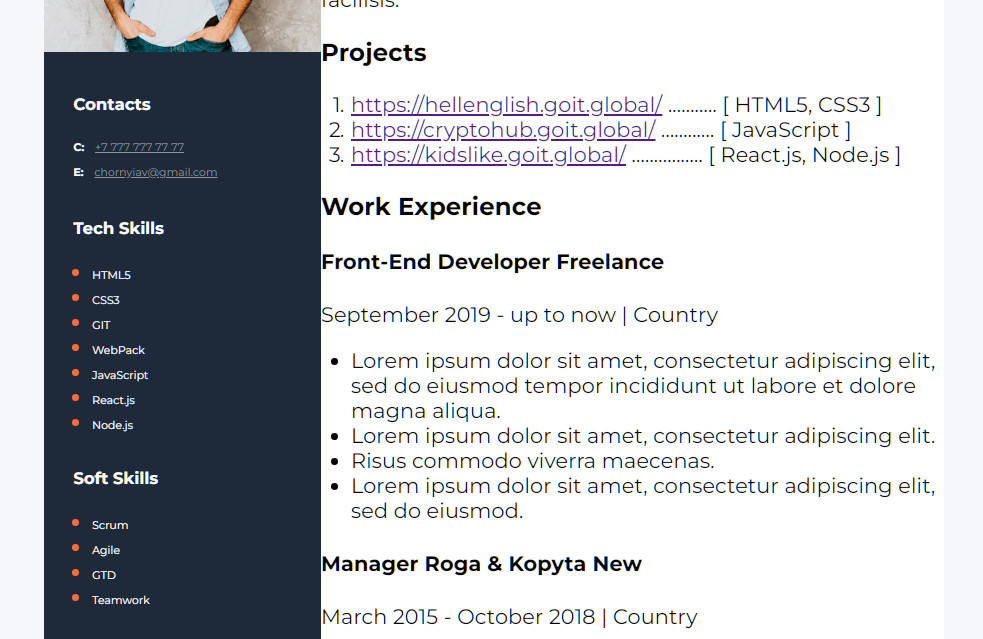 Contacts
C: +7 777 777 77 77
E: chornyiav@gmail.com
Tech Skills
HTML5
CSS3
GIT
WebPack
JavaScript
React.js
Node.js
Soft Skills
Scrum
Agile
GTD
Teamwork
facilisis.
Projects
1. https://hellenglish.goit.global/ ........... [ HTML5, CSS3 ]
2. https://cryptohub.goit.global/ ............ [ JavaScript ]
3. https://kidslike.goit.global/ ................ [ React.js, Node.js ]
Work Experience
Front-End Developer Freelance
September 2019 - up to now | Country
Lorem ipsum dolor sit amet, consectetur adipiscing elit,
sed do eiusmod tempor incididunt ut labore et dolore
magna aliqua.
Lorem ipsum dolor sit amet, consectetur adipiscing elit.
Risus commodo viverra maecenas.
Lorem ipsum dolor sit amet, consectetur adipiscing elit,
sed do eiusmod.
Manager Roga & Kopyta New
March 2015 - October 2018 | Country